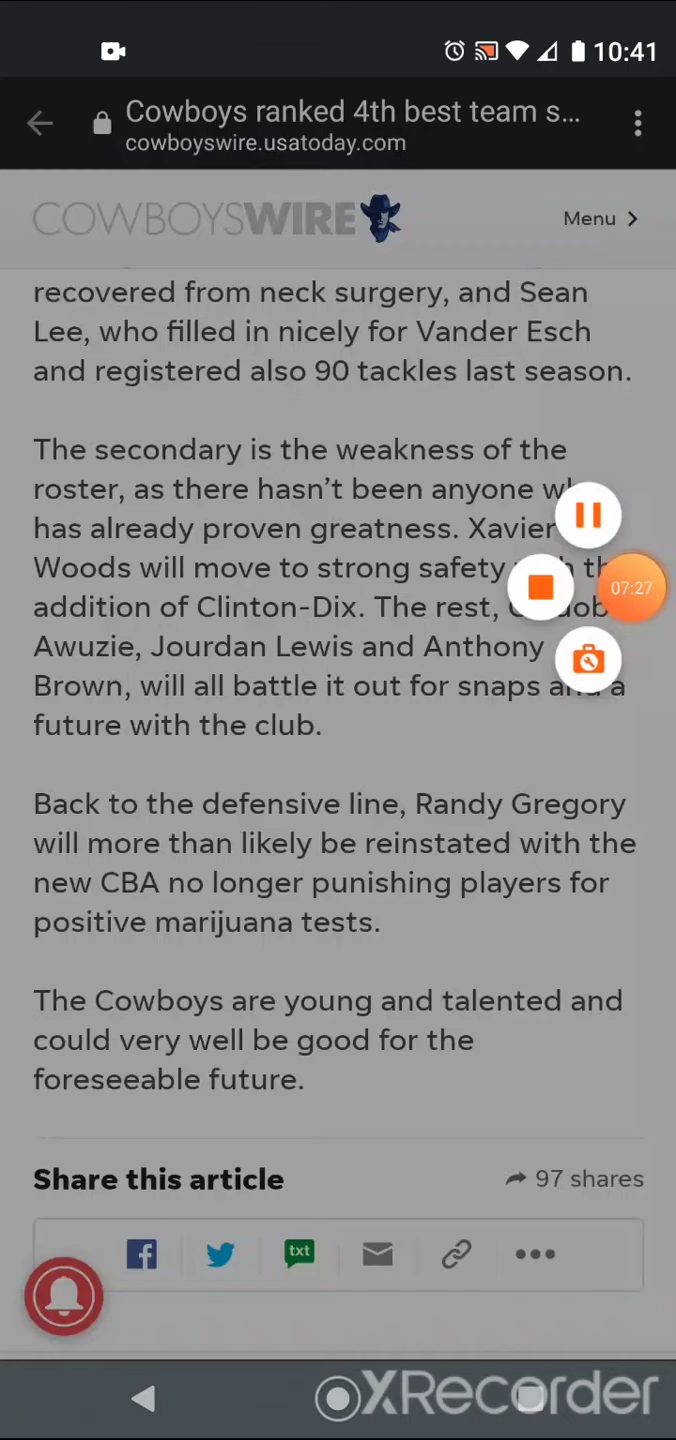 10:41
Cowboys ranked 4th best team s...
cowboyswire.usatoday.com
COWBOYSWIRE
Menu
recovered from neck surgery, and Sean
Lee, who filled in nicely for Vander Esch
and registered also 90 tackles last season.
The secondary is the weakness of the
roster, as there hasn't been anyone
has already proven greatness. Xavier
Woods will move to strong safety
addition of Clinton-Dix. The rest,
Awuzie, Jourdan Lewis and Anthony
Brown, will all battle it out for snaps and a
future with the club.
07:27
Back to the defensive line, Randy Gregory
will more than likely be reinstated with the
new CBA no longer punishing players for
positive marijuana tests.
The Cowboys are young and talented and
could very well be good for the
foreseeable future.
Share this article
97 shares
txt
XRecorder